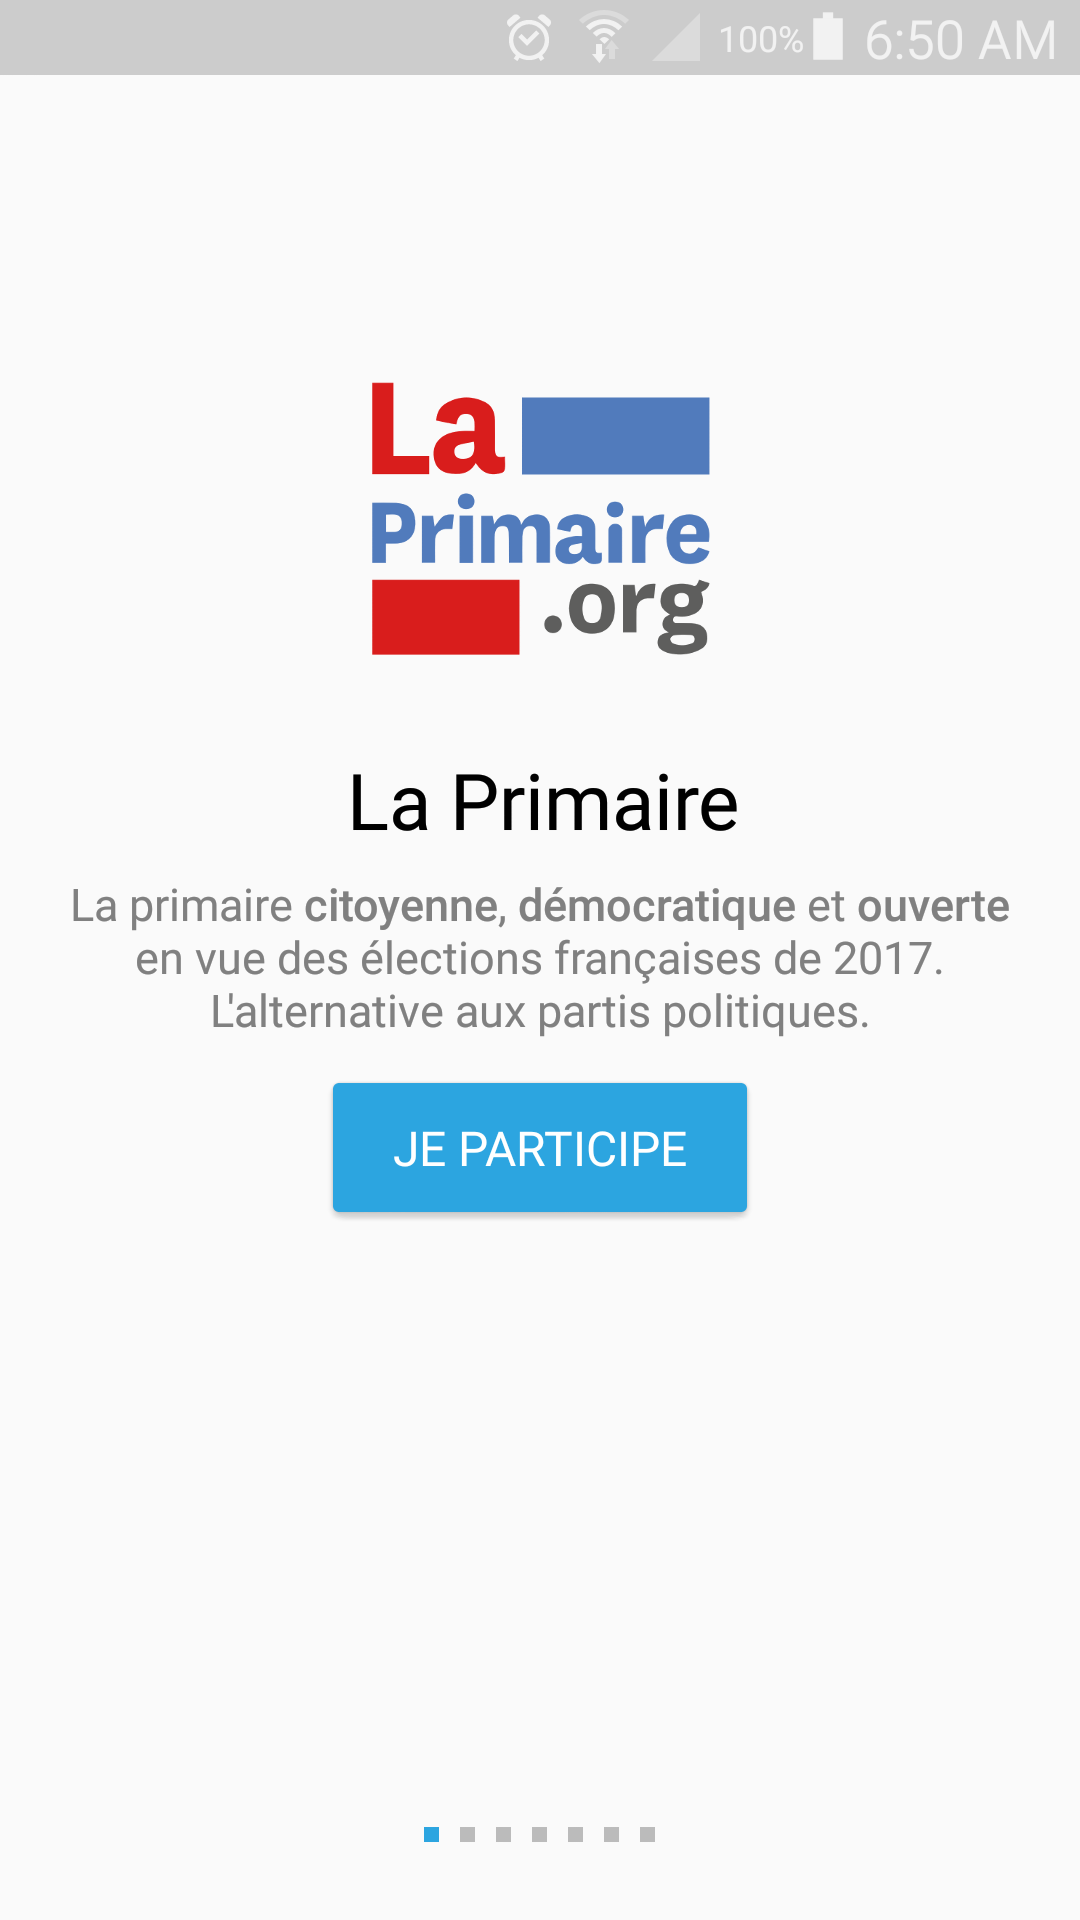 100% 6:50 AM
La
Primaire
.org
La Primaire
La primaire citoyenne, démocratique et ouverte
en vue des élections françaises de 2017.
L'alternative aux partis politiques.
JE PARTICIPE